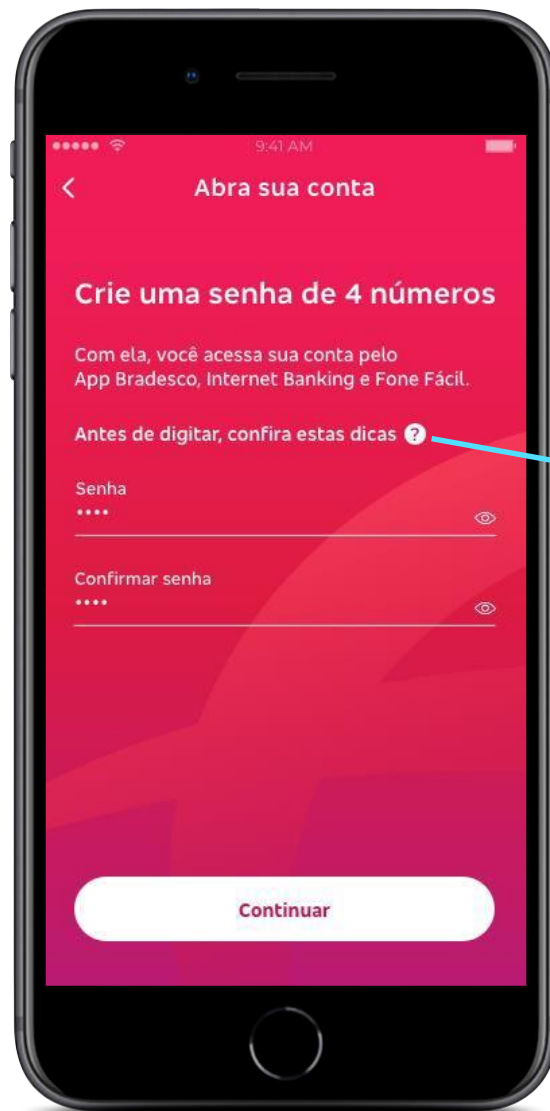 9:41 AM
Abra sua conta
Crie uma senha de 4 números
Com ela, você acessa sua conta pelo
App Bradesco, Internet Banking e Fone Fácil.
Antes de digitar, confira estas dicas ?
Senha
••••
Confirmar senha
••••
Continuar